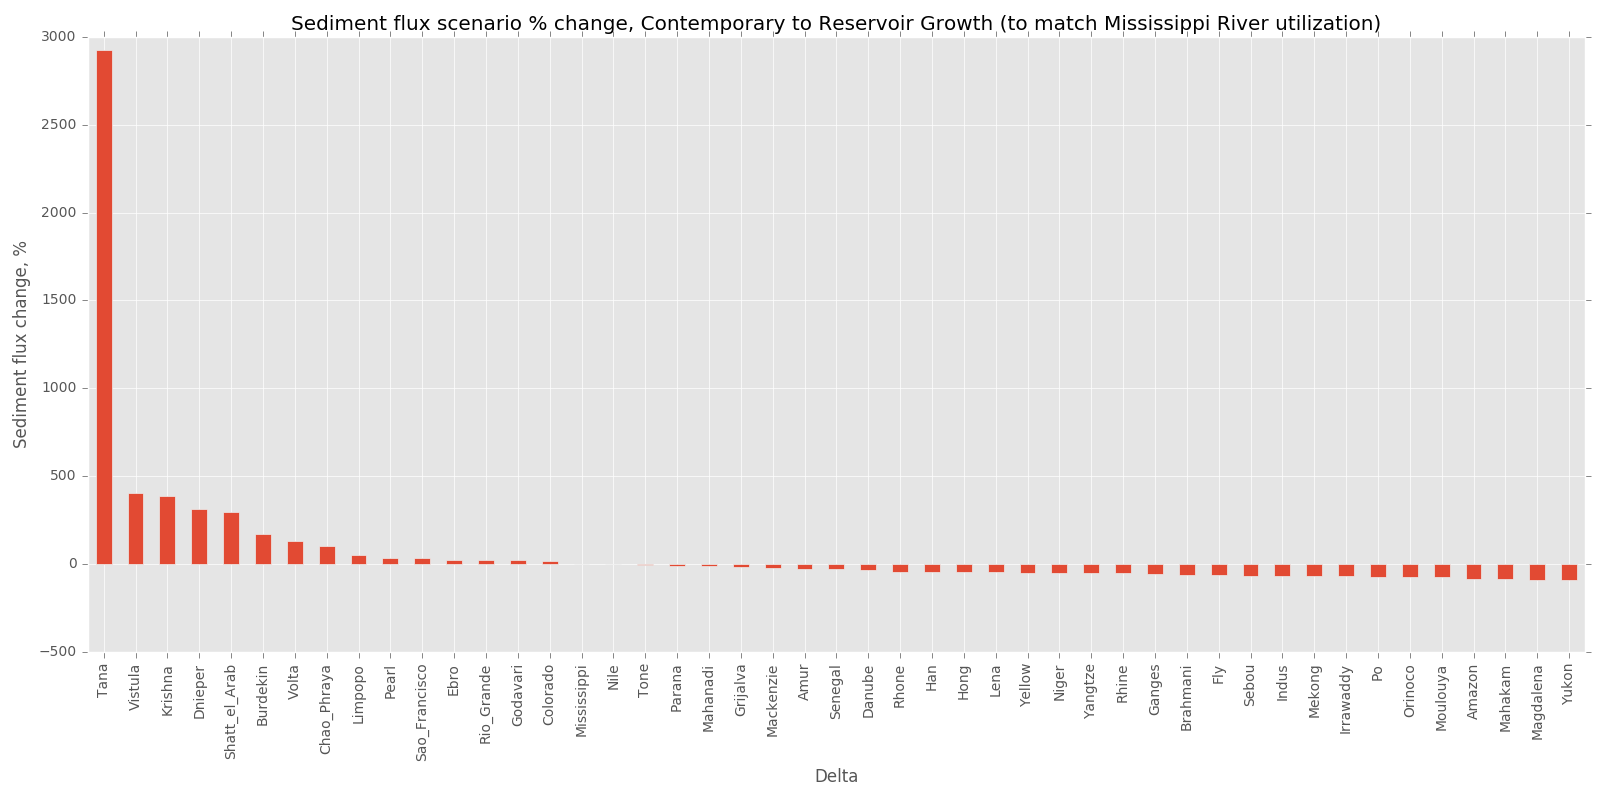 Sediment flux scenario % change, Contemporary to Reservoir Growth (to match Mississippi River utilization)
3000
2500
2000
1500
1000
500
0
−500
Sediment flux change, %
Tana
Vistula
Krishna
Dnieper
Shatt_el_Arab
Burdekin
Volta
Chao_Phraya
Limpopo
Pearl
Sao_Francisco
Ebro
Rio_Grande
Godavari
Colorado
Mississippi
Nile
Tone
Parana
Mahanadi
Grijalva
Mackenzie
Amur
Senegal
Danube
Rhone
Han
Hong
Lena
Yellow
Niger
Yangtze
Rhine
Ganges
Brahmani
Fly
Sebou
Indus
Mekong
Irrawaddy
Po
Orinoco
Moulouya
Amazon
Mahakam
Magdalena
Yukon
Delta